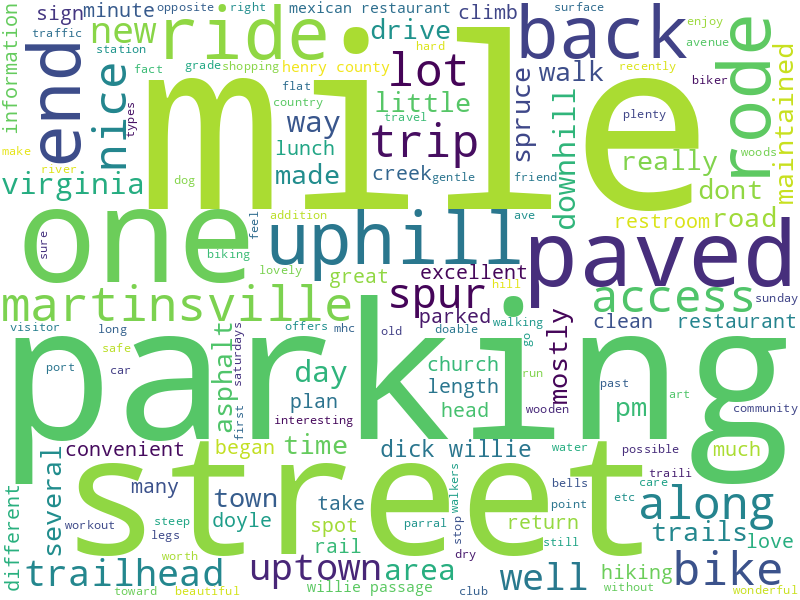 sign minute
opposite right mexican restaurant
climb
surface
back
enjoy
avenue
information
traffic
new
ride
drive
hard
station
fact
grade shopping
henry county
recently
biker
end
nice
types
mile
lot
flat
country
little
travel
spruce
walk
rode
maintained
plenty
way
trip
lunch
downhill
really
woods
make
river
virginia
dog
made
creek gentle
friend
dont
restroom road
one
feel
addition
ave
uphill
paved
sure
biking
lovely
great
excellent
hill
martinsville
spur
access
sunday
parked
walking
clean restaurant
visitor
long
offers mhc
old
doable
go
mostly
safe
asphalt
saturdays
parking
church
port
car
day
length
run
past
art
plan
head
wooden
pm
community
first
interesting
convenient
began
time
dick willie
water
possible
much
street
several
different
many
bells
care
traili
workout
legs
steep
town
doyle
take
spot
parral
stop
walkers
point
etc
along
return
trails
rail
dry
still
love
worth
trailhead
uptown
area
well
hiking
bike
toward
beautiful
willie passage
club
without
wonderful